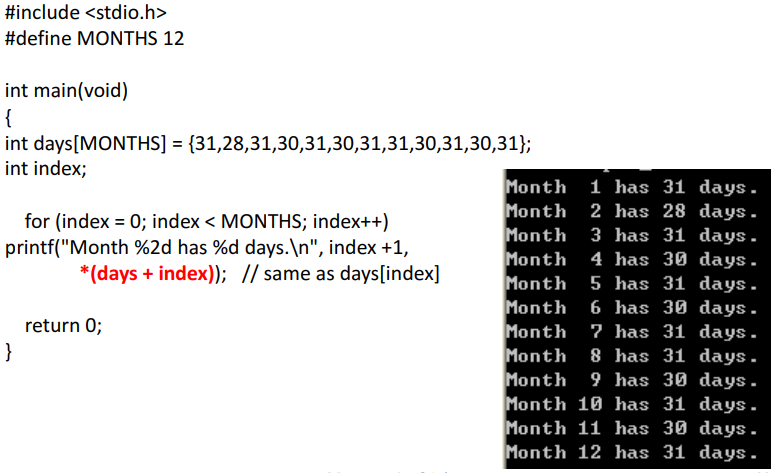 #include <stdio.h>
#define MONTHS 12
int main(void)
{
int days[MONTHS] = {31,28,31,30,31,30,31,31,30,31,30,31};
int index;
for (index = 0; index < MONTHS; index++)
printf("Month %2d has %d days.\n", index +1,
*(days + index)); // same as days[index]
return 0;
}
Month 1 has 31 days.
Month 2 has 28 days.
Month 3 has 31 days.
Month 4 has 30 days.
Month 5 has 31 days.
Month 6 has 30 days.
Month 7 has 31 days.
Month 8 has 31 days.
Month 9 has 30 days.
Month 10 has 31 days.
Month 11 has 30 days.
Month 12 has 31 days.